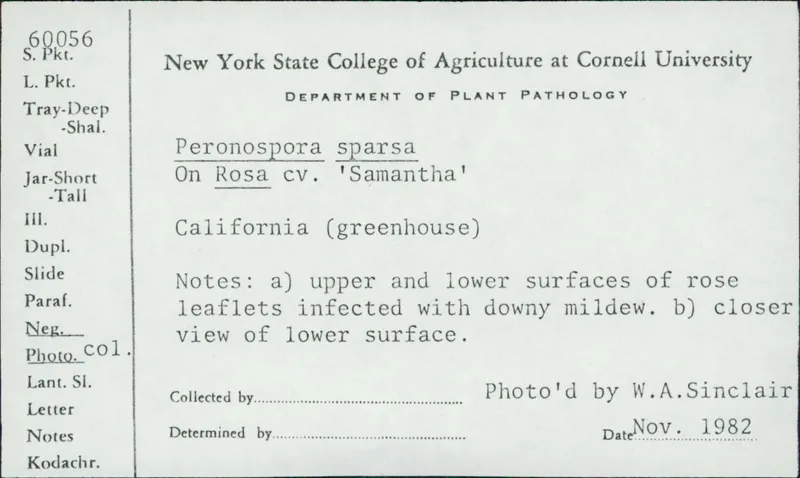 60056
S. Pkt.
L. Pkt.
Tray-Deep
-Shal.
Vial
Jar-Short
-Tall
Ill.
Dupl.
Slide
Paraf.
Neg.
Photo. col.
Lant. Sl.
Letter
Notes
Kodachr.
New York State College of Agriculture at Cornell University
DEPARTMENT OF PLANT PATHOLOGY
Peronospora sparsa
On Rosa cv. 'Samantha'
California (greenhouse)
Notes: a) upper and lower surfaces of rose
leaflets infected with downy mildew. b) closer
view of lower surface.
Collected by Photo'd by W.A.Sinclair
Determined by Date Nov. 1982